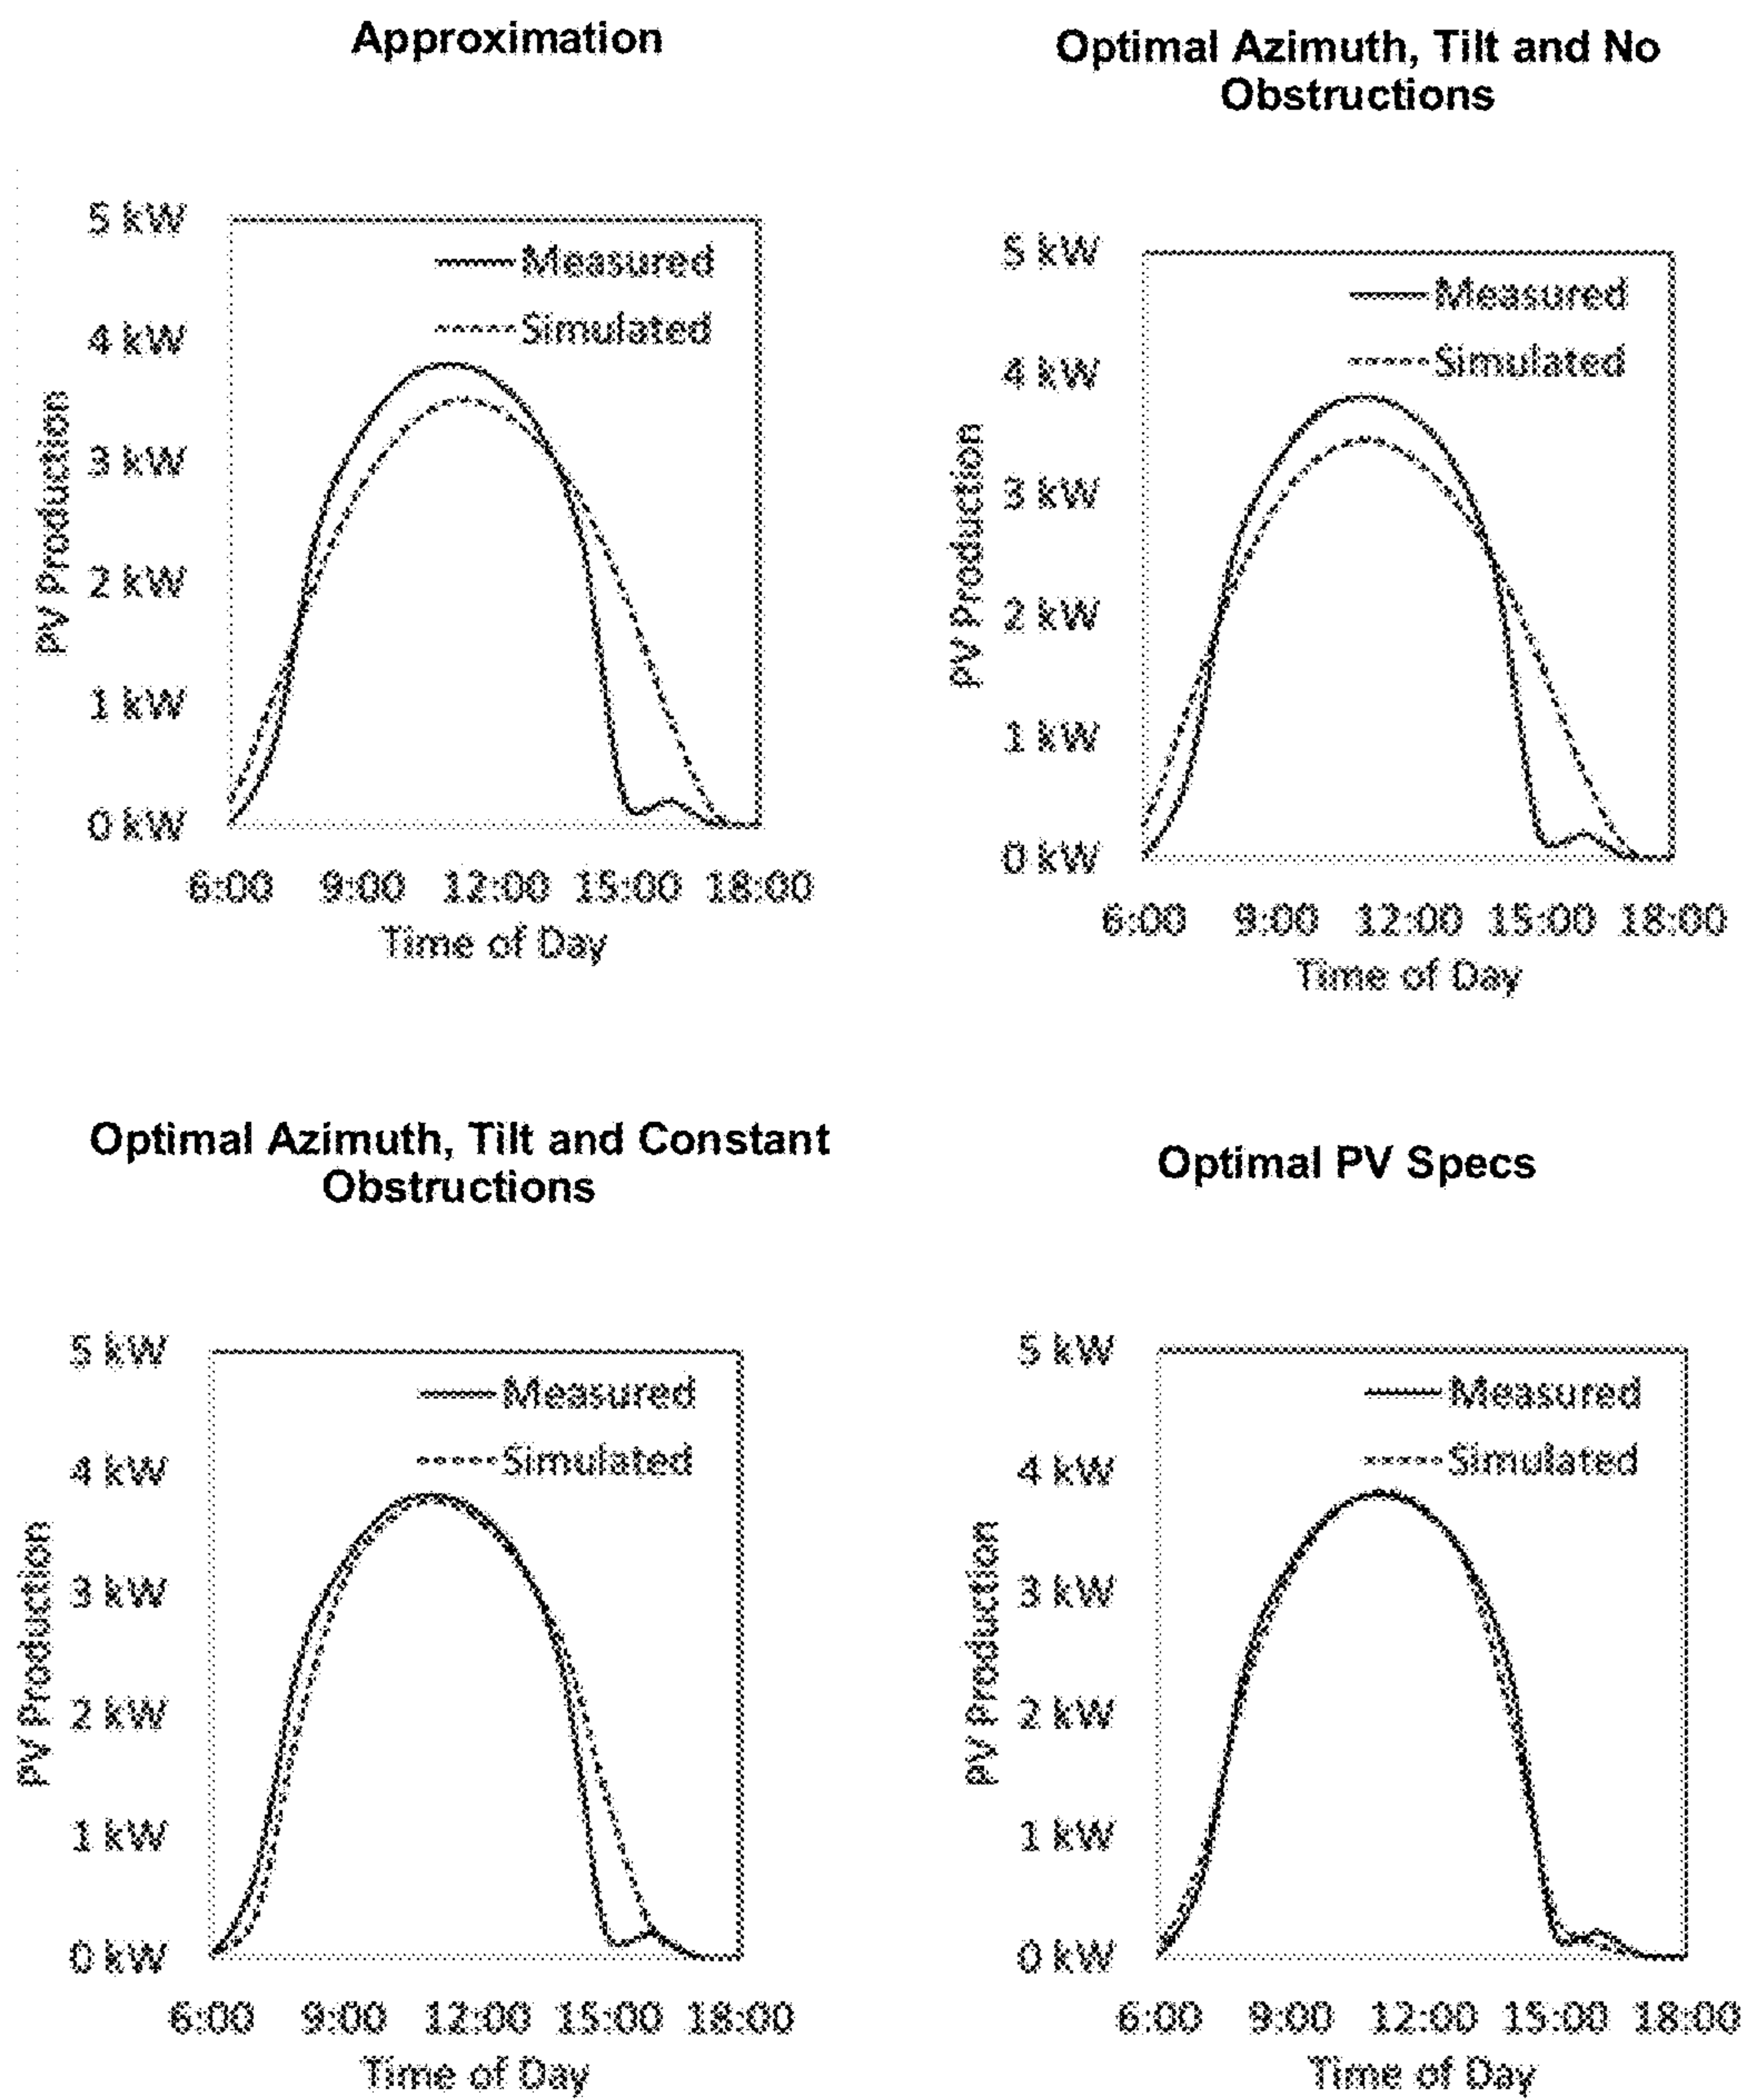 Approximation
5 kW
Measured
Simulated
4 kW
3 kW
2 kW
1 kW
0 kW
PV Production
6:00 9:00 12:00 15:00 18:00
Time of Day
Optimal Azimuth, Tilt and No
Obstructions
5 kW
Measured
Simulated
4 kW
3 kW
2 kW
1 kW
0 kW
PV Production
6:00 9:00 12:00 15:00 18:00
Time of Day
Optimal Azimuth, Tilt and Constant
Obstructions
5 kW
Measured
Simulated
4 kW
3 kW
2 kW
1 kW
0 kW
PV Production
6:00 9:00 12:00 15:00 18:00
Time of Day
Optimal PV Specs
5 kW
Measured
Simulated
4 kW
3 kW
2 kW
1 kW
0 kW
PV Production
6:00 9:00 12:00 15:00 18:00
Time of Day